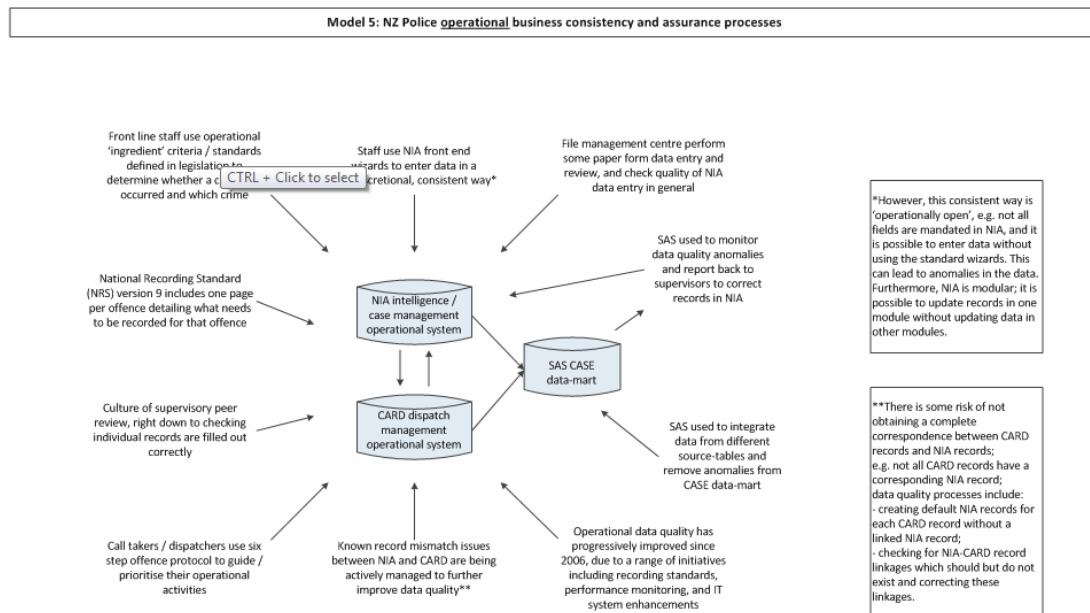 Model 5: NZ Police operational business consistency and assurance processes
Front line staff use operational
‘ingredient’ criteria / standards
defined in legislation to
determine whether a c
occurred and which crime
CTRL + Click to select
Staff use NIA front end
wizards to enter data in a
cretional, consistent way*
File management centre perform
some paper form data entry and
review, and check quality of NIA
data entry in general
*However, this consistent way is
‘operationally open’, e.g. not all
fields are mandated in NIA, and it
is possible to enter data without
using the standard wizards. This
can lead to anomalies in the data.
Furthermore, NIA is modular; it is
possible to update records in one
module without updating data in
other modules.
SAS used to monitor
data quality anomalies
and report back to
supervisors to correct
records in NIA
National Recording Standard
(NRS) version 9 includes one page
per offence detailing what needs
to be recorded for that offence
NIA intelligence /
case management
operational system
SAS CASE
data-mart
Culture of supervisory peer
review, right down to checking
individual records are filled out
correctly
CARD dispatch
management
operational system
SAS used to integrate
data from different
source-tables and
remove anomalies from
CASE data-mart
**There is some risk of not
obtaining a complete
correspondence between CARD
records and NIA records;
e.g. not all CARD records have a
corresponding NIA record;
data quality processes include:
- creating default NIA records for
each CARD record without a
linked NIA record;
- checking for NIA-CARD record
linkages which should but do not
exist and correcting these
linkages.
Call takers / dispatchers use six
step offence protocol to guide /
prioritise their operational
activities
Known record mismatch issues
between NIA and CARD are being
actively managed to further
improve data quality**
Operational data quality has
progressively improved since
2006, due to a range of initiatives
including recording standards,
performance monitoring, and IT
system enhancements